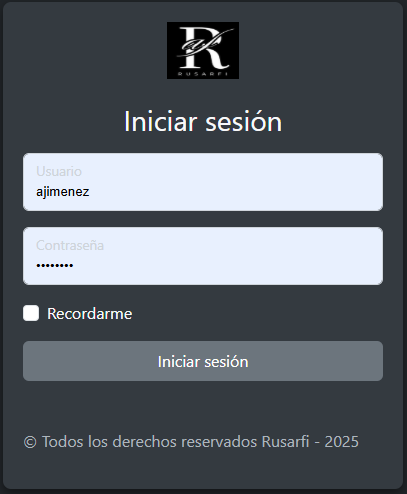 R
RUSARFI
Iniciar sesión
Usuario
ajimenez
Contraseña
••••••••
Recordarme
Iniciar sesión
© Todos los derechos reservados Rusarfi - 2025